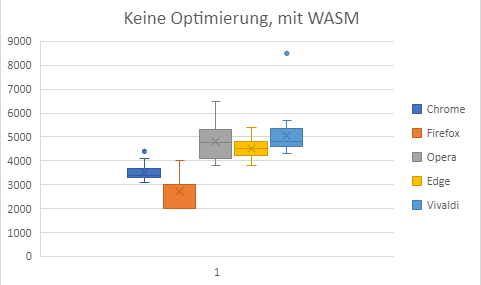 Keine Optimierung, mit WASM
9000
8000
7000
6000
5000
4000
3000
2000
1000
0
1
Chrome
Firefox
Opera
Edge
Vivaldi